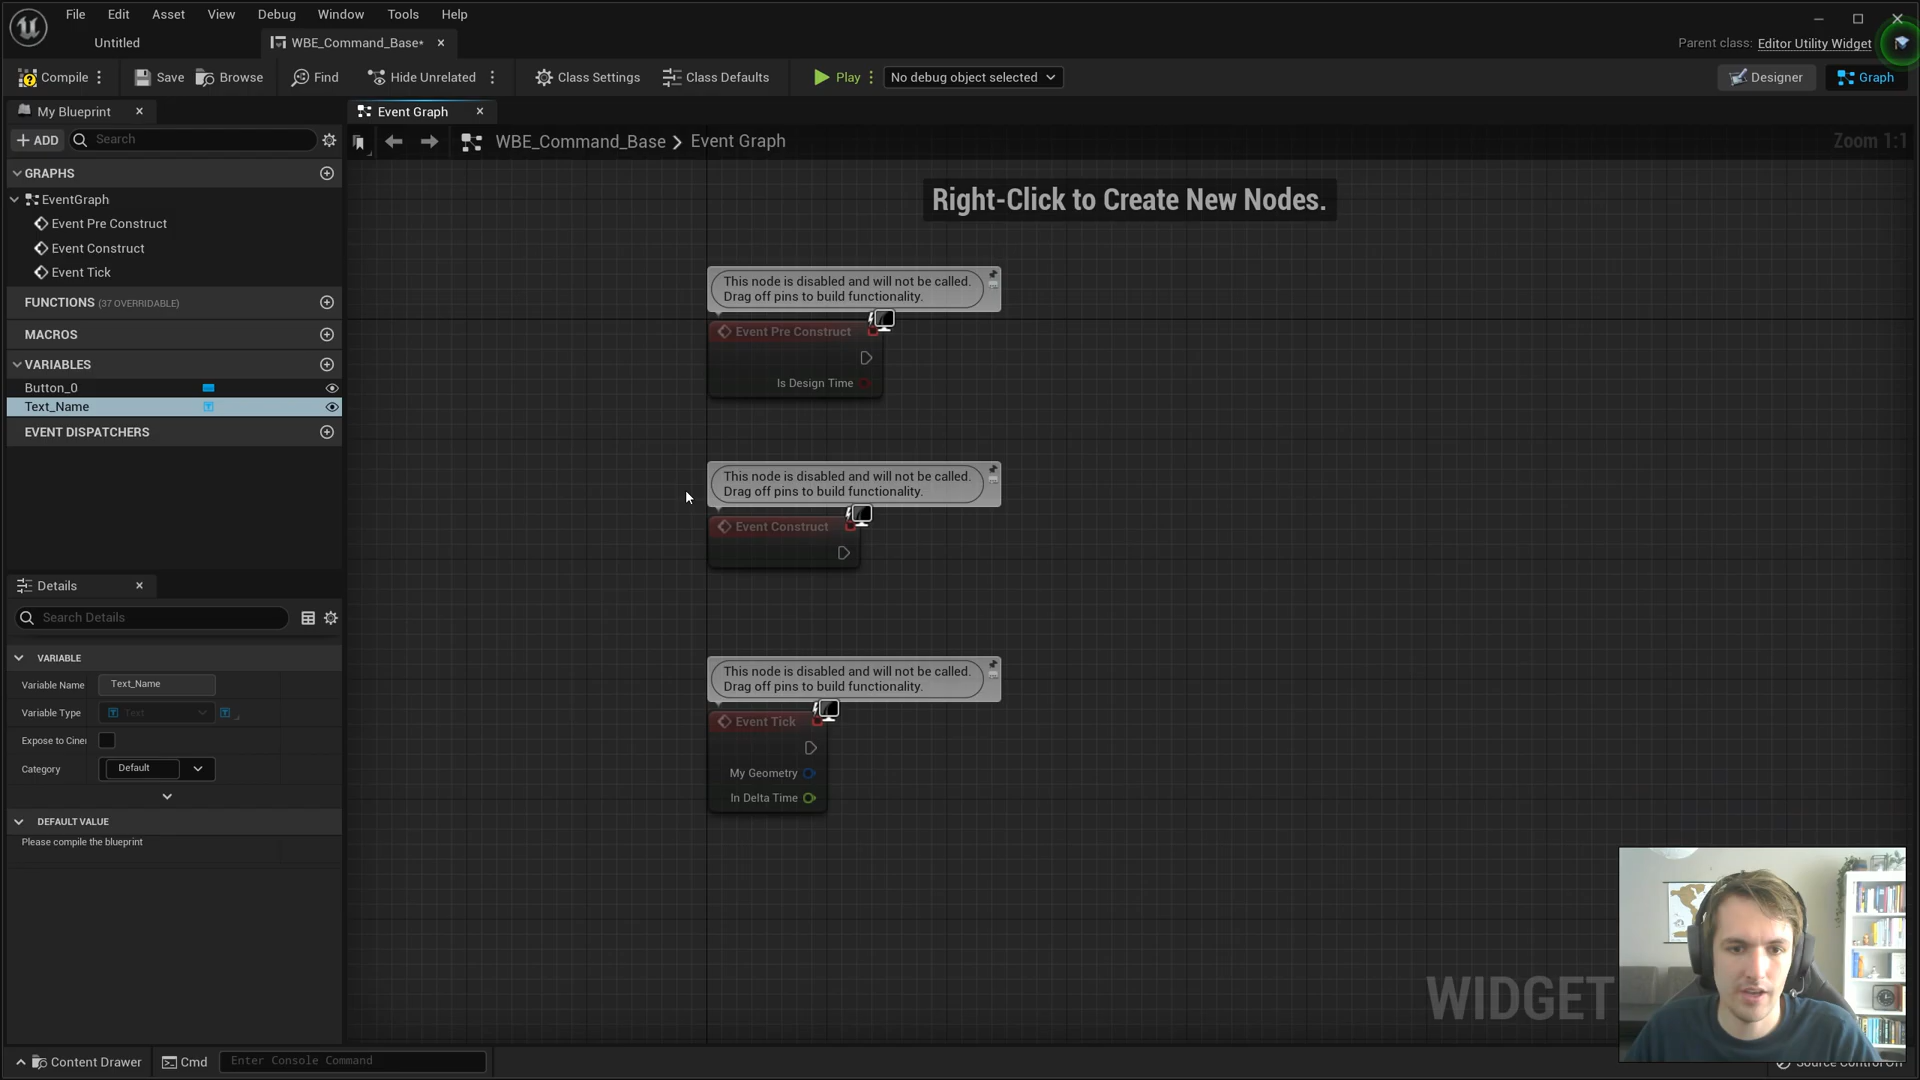 File Edit Asset View Debug Window Tools Help
Untitled
WBE_Command_Base*
Parent class: Editor Utility Widget
Compile
Save
Browse
Find
Hide Unrelated
Class Settings
Class Defaults
Play
No debug object selected
Designer
Graph
My Blueprint
Event Graph
ADD
Search
WBE_Command_Base > Event Graph
Zoom 1:1
GRAPHS
EventGraph
Event Pre Construct
Event Construct
Event Tick
FUNCTIONS (37 OVERRIDABLE)
MACROS
VARIABLES
Button_0
Text_Name
EVENT DISPATCHERS
Right-Click to Create New Nodes.
This node is disabled and will not be called.
Drag off pins to build functionality.
Event Pre Construct
Is Design Time
This node is disabled and will not be called.
Drag off pins to build functionality.
Event Construct
This node is disabled and will not be called.
Drag off pins to build functionality.
Event Tick
My Geometry
In Delta Time
Details
Search Details
VARIABLE
Variable Name Text_Name
Variable Type Text
Expose to Cine
Category Default
DEFAULT VALUE
Please compile the blueprint
WIDGET
Content Drawer
Cmd
Enter Console Command
Source Control